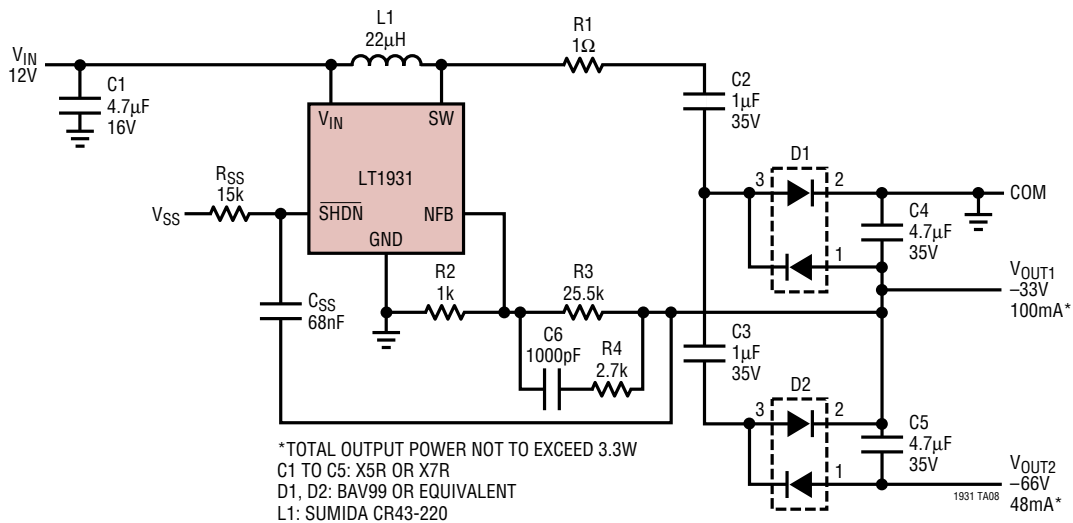 L1
22µH
R1
1Ω
VIN
12V
C1
4.7µF
16V
C2
1µF
35V
VIN
SW
LT1931
SHDN
NFB
GND
RSS
15k
VSS
D1
3
2
1
COM
C4
4.7µF
35V
VOUT1
–33V
100mA*
R2
1k
R3
25.5k
CSS
68nF
C6
1000pF
R4
2.7k
C3
1µF
35V
D2
3
2
1
C5
4.7µF
35V
VOUT2
–66V
48mA*
*TOTAL OUTPUT POWER NOT TO EXCEED 3.3W
C1 TO C5: X5R OR X7R
D1, D2: BAV99 OR EQUIVALENT
L1: SUMIDA CR43-220
1931 TA08